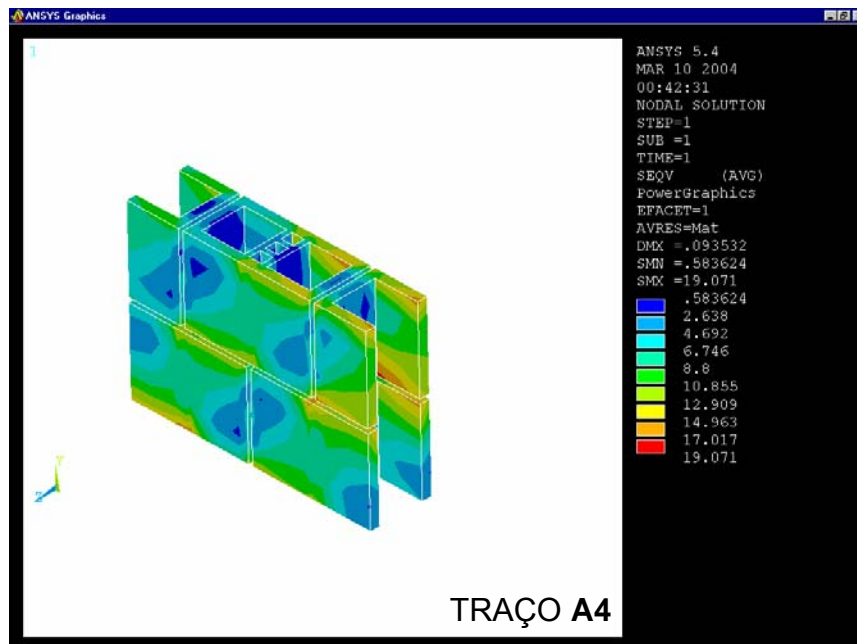 ANSYS Graphics
1
ANSYS 5.4
MAR 10 2004
00:42:31
NODAL SOLUTION
STEP=1
SUB =1
TIME=1
SEQV (AVG)
PowerGraphics
EFACET=1
AVRES=Mat
DMX =.093532
SMN =.583624
SMX =19.071
.583624
2.638
4.692
6.746
8.8
10.855
12.909
14.963
17.017
19.071
Y
Z
TRAÇO A4